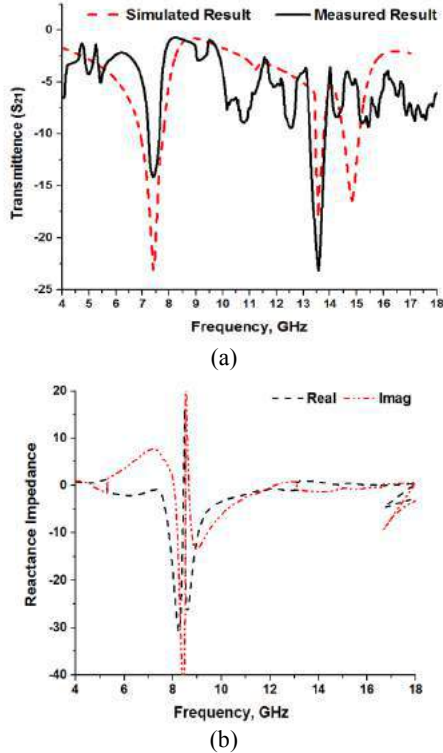 Simulated Result
Measured Result
0
-5
-10
-15
-20
-25
Transmittence (S21)
4 5 6 7 8 9 10 11 12 13 14 15 16 17 18
Frequency, GHz
(a)
Real
Imag
20
10
0
-10
-20
-30
-40
Reactance Impedance
4 6 8 10 12 14 16 18
Frequency, GHz
(b)